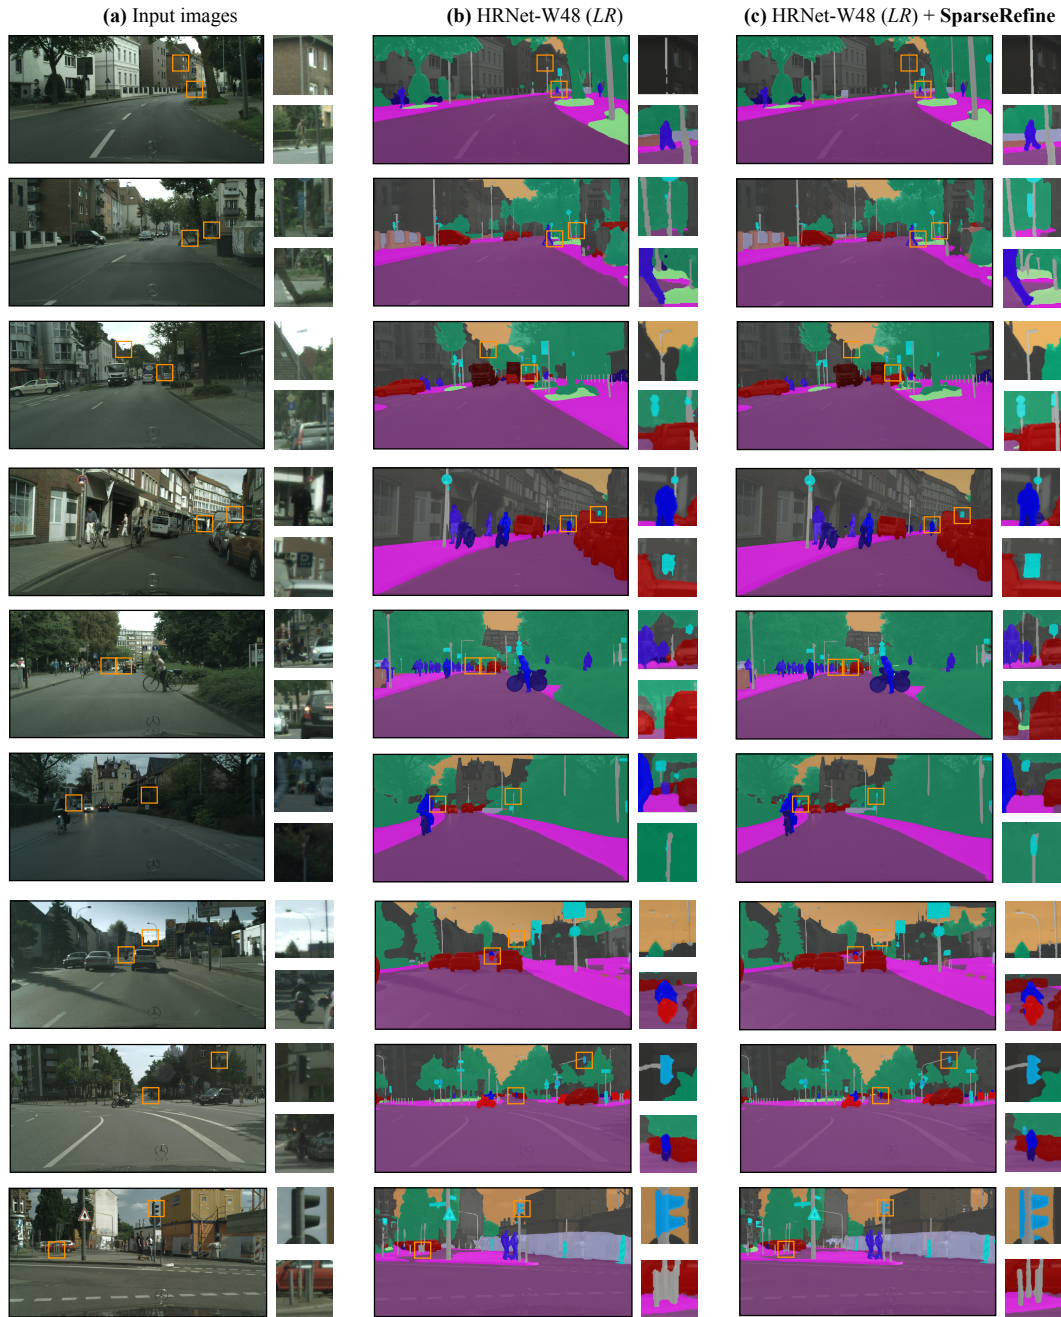 (a) Input images
(b) HRNet-W48 (LR)
(c) HRNet-W48 (LR) + SparseRefine